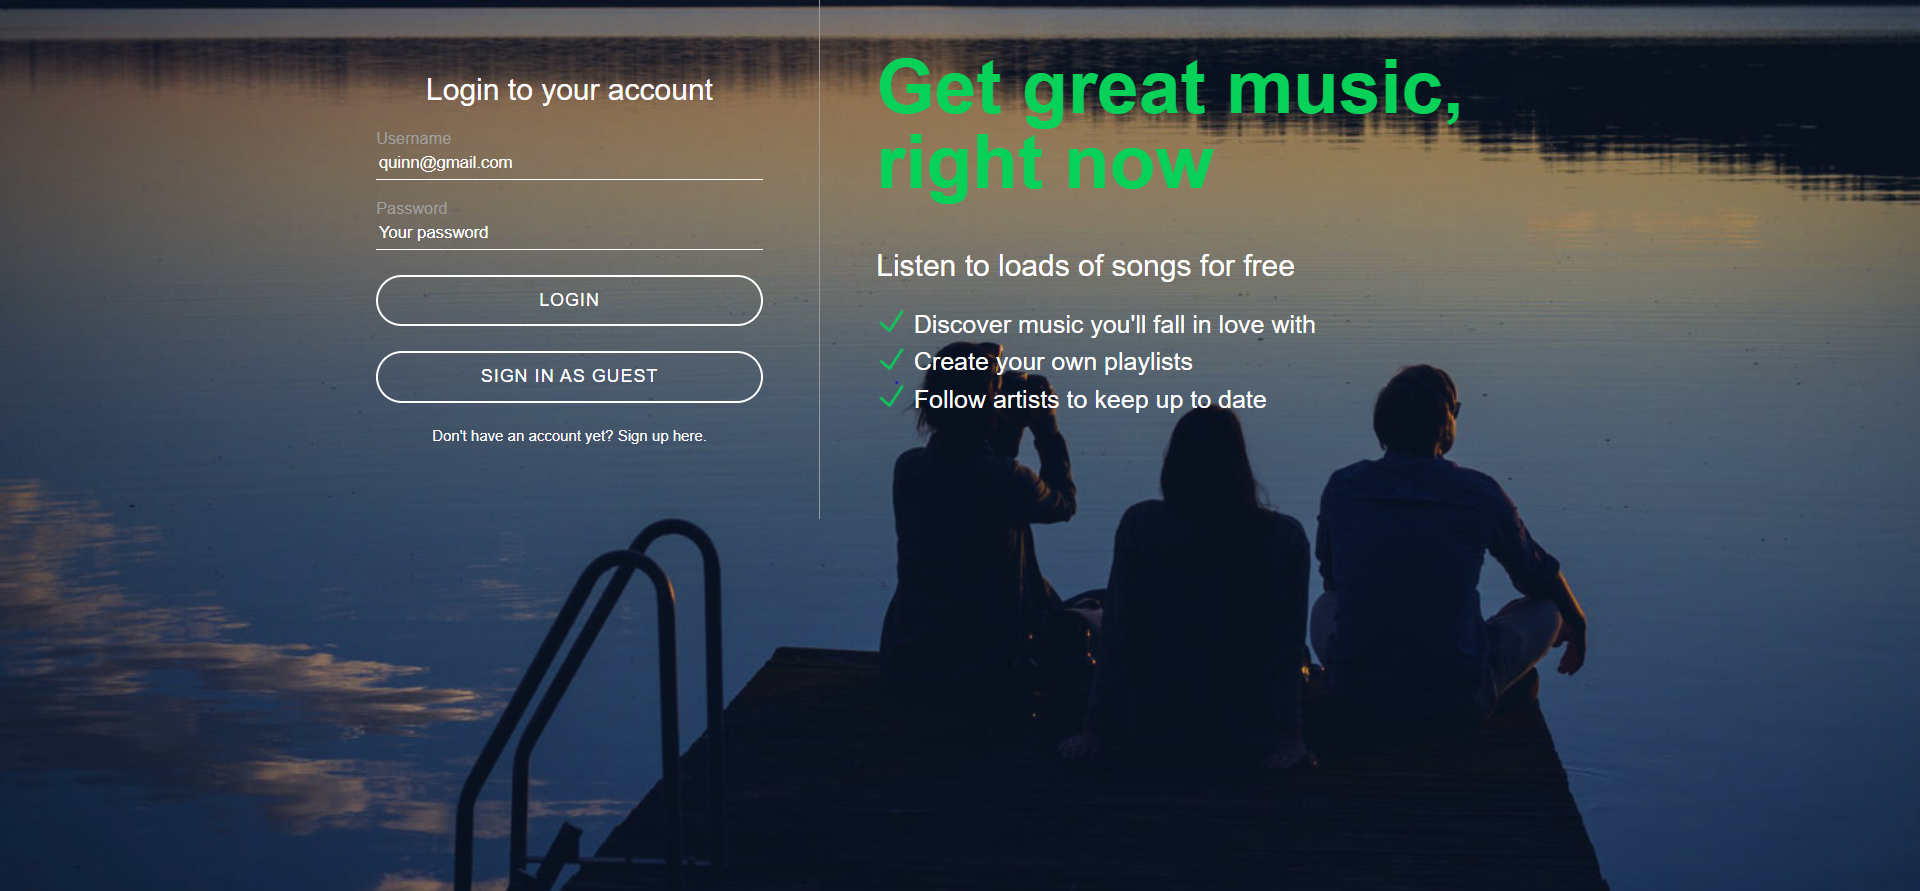 Login to your account
Username
quinn@gmail.com
Password
Your password
LOGIN
SIGN IN AS GUEST
Don't have an account yet? Sign up here.
Get great music,
right now
Listen to loads of songs for free
Discover music you'll fall in love with
Create your own playlists
Follow artists to keep up to date